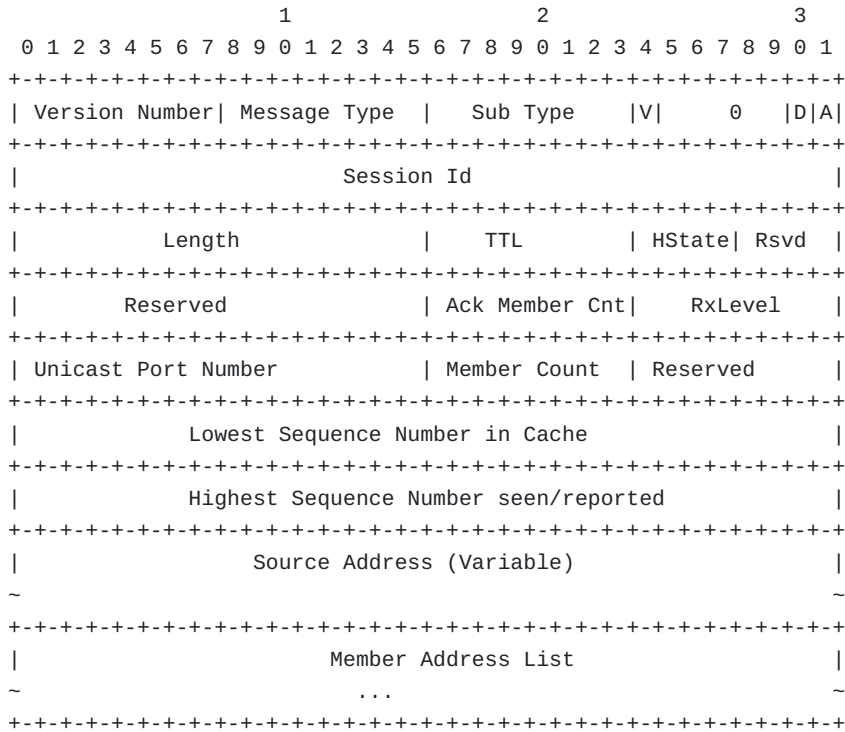 1                   2                   3
 0 1 2 3 4 5 6 7 8 9 0 1 2 3 4 5 6 7 8 9 0 1 2 3 4 5 6 7 8 9 0 1
+-+-+-+-+-+-+-+-+-+-+-+-+-+-+-+-+-+-+-+-+-+-+-+-+-+-+-+-+-+-+-+-+
| Version Number| Message Type  |   Sub Type    |V|     0   |D|A|
+-+-+-+-+-+-+-+-+-+-+-+-+-+-+-+-+-+-+-+-+-+-+-+-+-+-+-+-+-+-+-+-+
|                         Session Id                            |
+-+-+-+-+-+-+-+-+-+-+-+-+-+-+-+-+-+-+-+-+-+-+-+-+-+-+-+-+-+-+-+-+
|           Length              |    TTL        | HState| Rsvd  |
+-+-+-+-+-+-+-+-+-+-+-+-+-+-+-+-+-+-+-+-+-+-+-+-+-+-+-+-+-+-+-+-+
|        Reserved               | Ack Member Cnt|    RxLevel    |
+-+-+-+-+-+-+-+-+-+-+-+-+-+-+-+-+-+-+-+-+-+-+-+-+-+-+-+-+-+-+-+-+
| Unicast Port Number           | Member Count  | Reserved      |
+-+-+-+-+-+-+-+-+-+-+-+-+-+-+-+-+-+-+-+-+-+-+-+-+-+-+-+-+-+-+-+-+
|             Lowest Sequence Number in Cache                   |
+-+-+-+-+-+-+-+-+-+-+-+-+-+-+-+-+-+-+-+-+-+-+-+-+-+-+-+-+-+-+-+-+
|             Highest Sequence Number seen/reported             |
+-+-+-+-+-+-+-+-+-+-+-+-+-+-+-+-+-+-+-+-+-+-+-+-+-+-+-+-+-+-+-+-+
|                  Source Address (Variable)                    |
~                                                               ~
+-+-+-+-+-+-+-+-+-+-+-+-+-+-+-+-+-+-+-+-+-+-+-+-+-+-+-+-+-+-+-+-+
|                        Member Address List                    |
~                          ...                                  ~
+-+-+-+-+-+-+-+-+-+-+-+-+-+-+-+-+-+-+-+-+-+-+-+-+-+-+-+-+-+-+-+-+